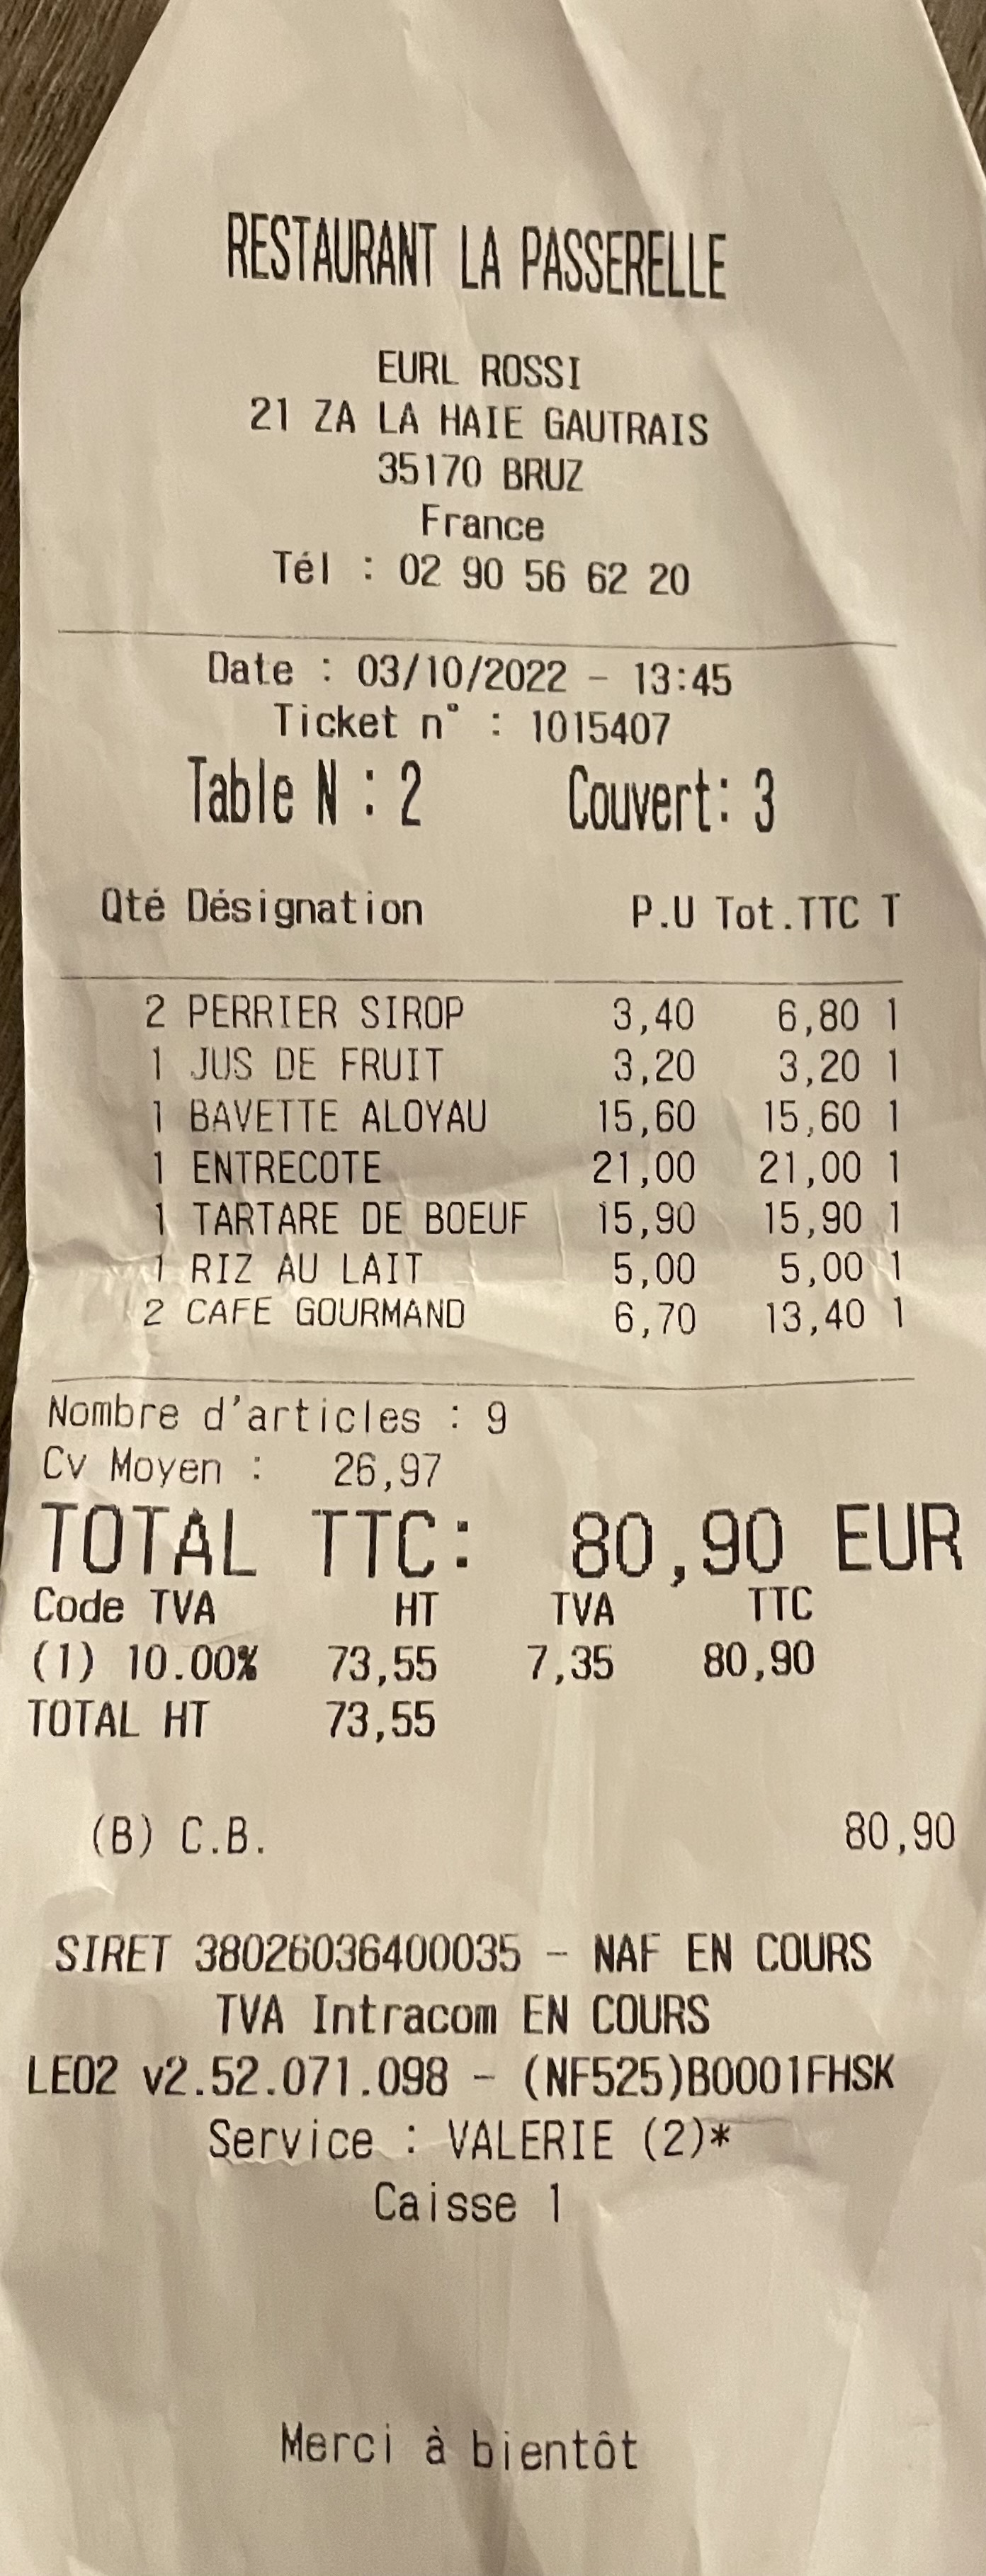 RESTAURANT LA PASSERELLE
EURL ROSSI
21 ZA LA HAIE GAUTRAIS
35170 BRUZ
France
Tél : 02 90 56 62 20
Date : 03/10/2022 - 13:45
Ticket n° : 1015407
Table N : 2 Couvert: 3
Qté Désignation P.U Tot.TTC T
2 PERRIER SIROP 3,40 6,80 1
1 JUS DE FRUIT 3,20 3,20 1
1 BAVETTE ALOYAU 15,60 15,60 1
1 ENTRECOTE 21,00 21,00 1
1 TARTARE DE BOEUF 15,90 15,90 1
1 RIZ AU LAIT 5,00 5,00 1
2 CAFE GOURMAND 6,70 13,40 1
Nombre d'articles : 9
Cv Moyen : 26,97
TOTAL TTC: 80,90 EUR
Code TVA HT TVA TTC
(1) 10.00% 73,55 7,35 80,90
TOTAL HT 73,55
(B) C.B. 80,90
SIRET 38026036400035 - NAF EN COURS
TVA Intracom EN COURS
LEO2 v2.52.071.098 - (NF525)B0001FHSK
Service : VALERIE (2)*
Caisse 1
Merci à bientôt